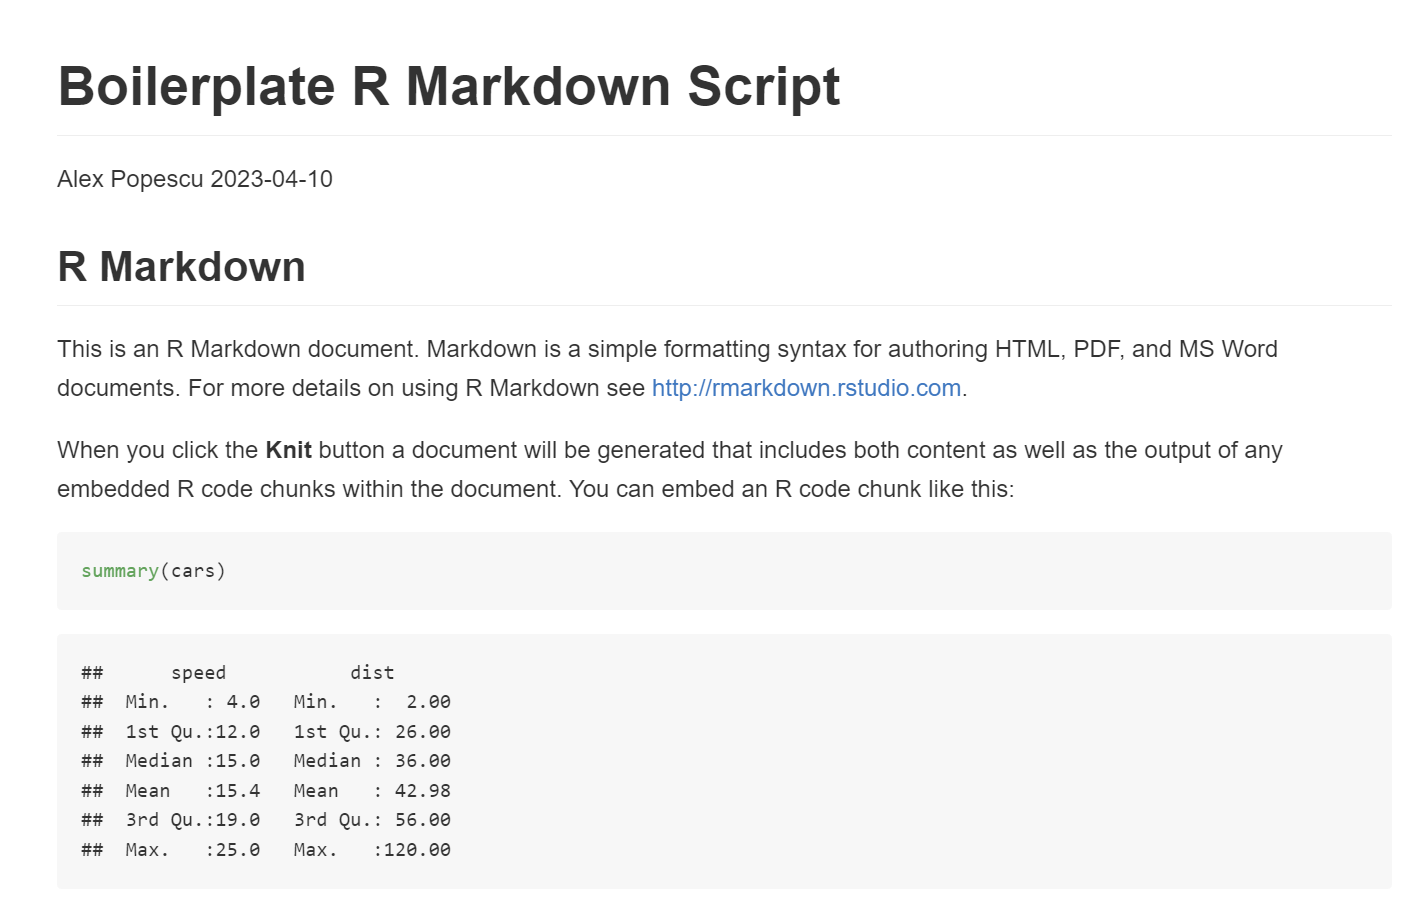 Boilerplate R Markdown Script
Alex Popescu 2023-04-10
R Markdown
This is an R Markdown document. Markdown is a simple formatting syntax for authoring HTML, PDF, and MS Word
documents. For more details on using R Markdown see http://rmarkdown.rstudio.com.
When you click the Knit button a document will be generated that includes both content as well as the output of any
embedded R code chunks within the document. You can embed an R code chunk like this:
summary(cars)
##      speed           dist
##  Min.   : 4.0   Min.   :  2.00
##  1st Qu.:12.0   1st Qu.: 26.00
##  Median :15.0   Median : 36.00
##  Mean   :15.4   Mean   : 42.98
##  3rd Qu.:19.0   3rd Qu.: 56.00
##  Max.   :25.0   Max.   :120.00